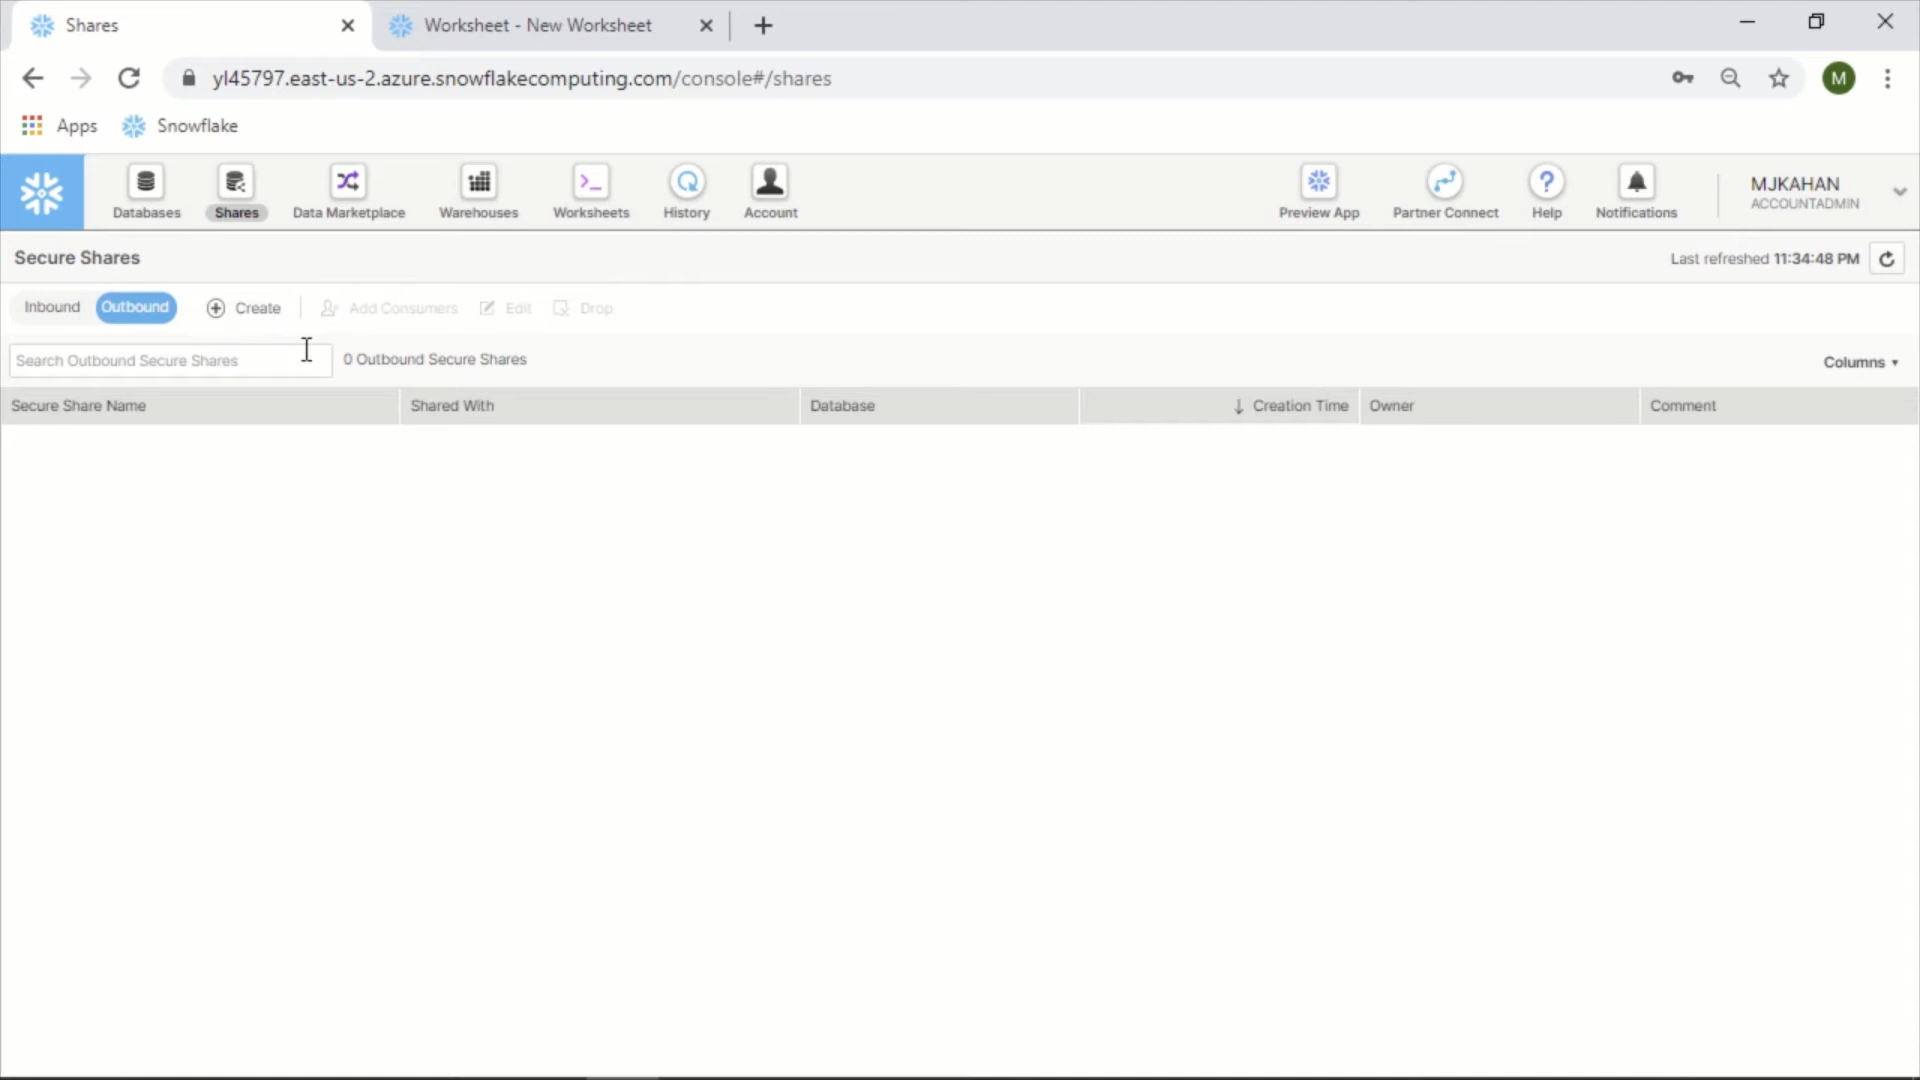 Shares
Worksheet - New Worksheet
yl45797.east-us-2.azure.snowflakecomputing.com/console#/shares
M
Apps
Snowflake
Databases
Shares
Data Marketplace
Warehouses
Worksheets
History
Account
Preview App
Partner Connect
Help
Notifications
MJKAHAN
ACCOUNTADMIN
Secure Shares
Last refreshed 11:34:48 PM
Inbound
Outbound
Create
Add Consumers
Edit
Drop
Search Outbound Secure Shares
0 Outbound Secure Shares
Columns
Secure Share Name
Shared With
Database
Creation Time
Owner
Comment